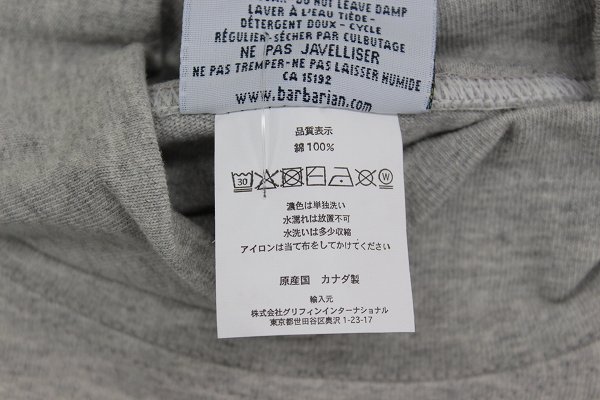 DO NOT LEAVE DAMP
LAVER À L'EAU TIÈDE-
DÉTERGENT DOUX - CYCLE
RÉGULIER-SÉCHER PAR CULBUTAGE
NE PAS JAVELLISER
NE PAS TREMPER-NE PAS LAISSER HUMIDE
CA 15192
www.barbarian.com
品質表示
綿100%
30
W
濃色は単独洗い
水濡れは放置不可
水洗いは多少収縮
アイロンは当て布をしてかけてください
原産国 カナダ製
輸入元
株式会社グリフィンインターナショナル
東京都世田谷区奥沢 1-23-17